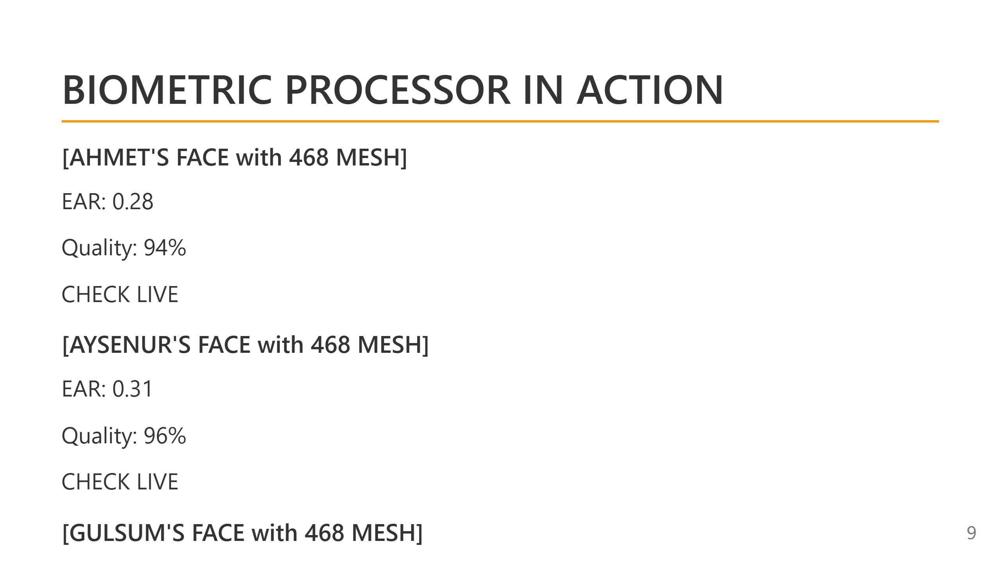 BIOMETRIC PROCESSOR IN ACTION
[AHMET'S FACE with 468 MESH]
EAR: 0.28
Quality: 94%
CHECK LIVE
[AYSENUR'S FACE with 468 MESH]
EAR: 0.31
Quality: 96%
CHECK LIVE
[GULSUM'S FACE with 468 MESH]
9